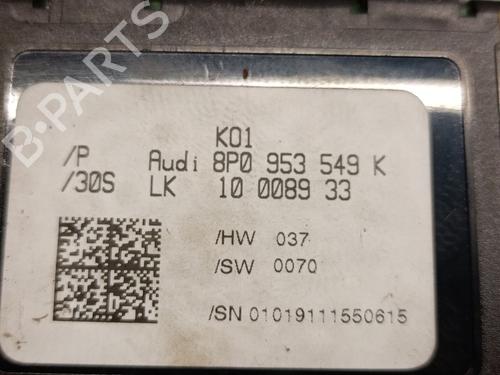 K01
/P Audi 8P0 953 549 K
/30S LK 10 0089 33
/HW 037
/SW 0070
/SN 01019111550615
B-PARTS